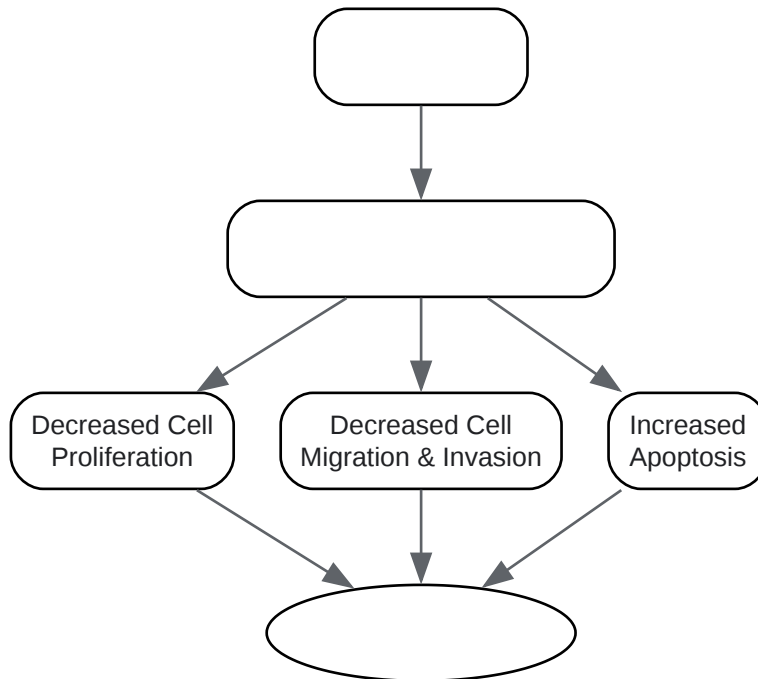 Decreased Cell
Proliferation
Decreased Cell
Migration & Invasion
Increased
Apoptosis